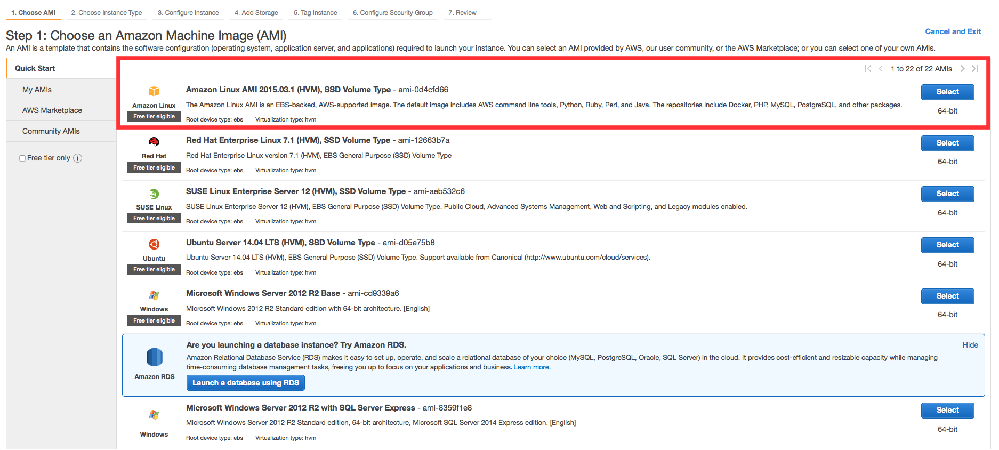 1. Choose AMI 2. Choose Instance Type 3. Configure Instance 4. Add Storage 5. Tag Instance 6. Configure Security Group 7. Review
Step 1: Choose an Amazon Machine Image (AMI)
Cancel and Exit
An AMI is a template that contains the software configuration (operating system, application server, and applications) required to launch your instance. You can select an AMI provided by AWS, our user community, or the AWS Marketplace; or you can select one of your own AMIs.
Quick Start
My AMIs
AWS Marketplace
Community AMIs
Free tier only
1 to 22 of 22 AMIs
Amazon Linux
Free tier eligible
Amazon Linux AMI 2015.03.1 (HVM), SSD Volume Type - ami-0d4cfd66
The Amazon Linux AMI is an EBS-backed, AWS-supported image. The default image includes AWS command line tools, Python, Ruby, Perl, and Java. The repositories include Docker, PHP, MySQL, PostgreSQL, and other packages.
Root device type: ebs Virtualization type: hvm
Select
64-bit
Red Hat
Free tier eligible
Red Hat Enterprise Linux 7.1 (HVM), SSD Volume Type - ami-12663b7a
Red Hat Enterprise Linux version 7.1 (HVM), EBS General Purpose (SSD) Volume Type
Root device type: ebs Virtualization type: hvm
Select
64-bit
SUSE Linux
Free tier eligible
SUSE Linux Enterprise Server 12 (HVM), SSD Volume Type - ami-aeb532c6
SUSE Linux Enterprise Server 12 (HVM), EBS General Purpose (SSD) Volume Type. Public Cloud, Advanced Systems Management, Web and Scripting, and Legacy modules enabled.
Root device type: ebs Virtualization type: hvm
Select
64-bit
Ubuntu
Free tier eligible
Ubuntu Server 14.04 LTS (HVM), SSD Volume Type - ami-d05e75b8
Ubuntu Server 14.04 LTS (HVM), EBS General Purpose (SSD) Volume Type. Support available from Canonical (http://www.ubuntu.com/cloud/services).
Root device type: ebs Virtualization type: hvm
Select
64-bit
Windows
Free tier eligible
Microsoft Windows Server 2012 R2 Base - ami-cd9339a6
Microsoft Windows 2012 R2 Standard edition with 64-bit architecture. [English]
Root device type: ebs Virtualization type: hvm
Select
64-bit
Amazon RDS
Are you launching a database instance? Try Amazon RDS.
Hide
Amazon Relational Database Service (RDS) makes it easy to set up, operate, and scale a relational database of your choice (MySQL, PostgreSQL, Oracle, SQL Server) in the cloud. It provides cost-efficient and resizable capacity while managing
time-consuming database management tasks, freeing you up to focus on your applications and business. Learn more.
Launch a database using RDS
Windows
Microsoft Windows Server 2012 R2 with SQL Server Express - ami-8359f1e8
Microsoft Windows Server 2012 R2 Standard edition, 64-bit architecture, Microsoft SQL Server 2014 Express edition. [English]
Root device type: ebs Virtualization type: hvm
Select
64-bit